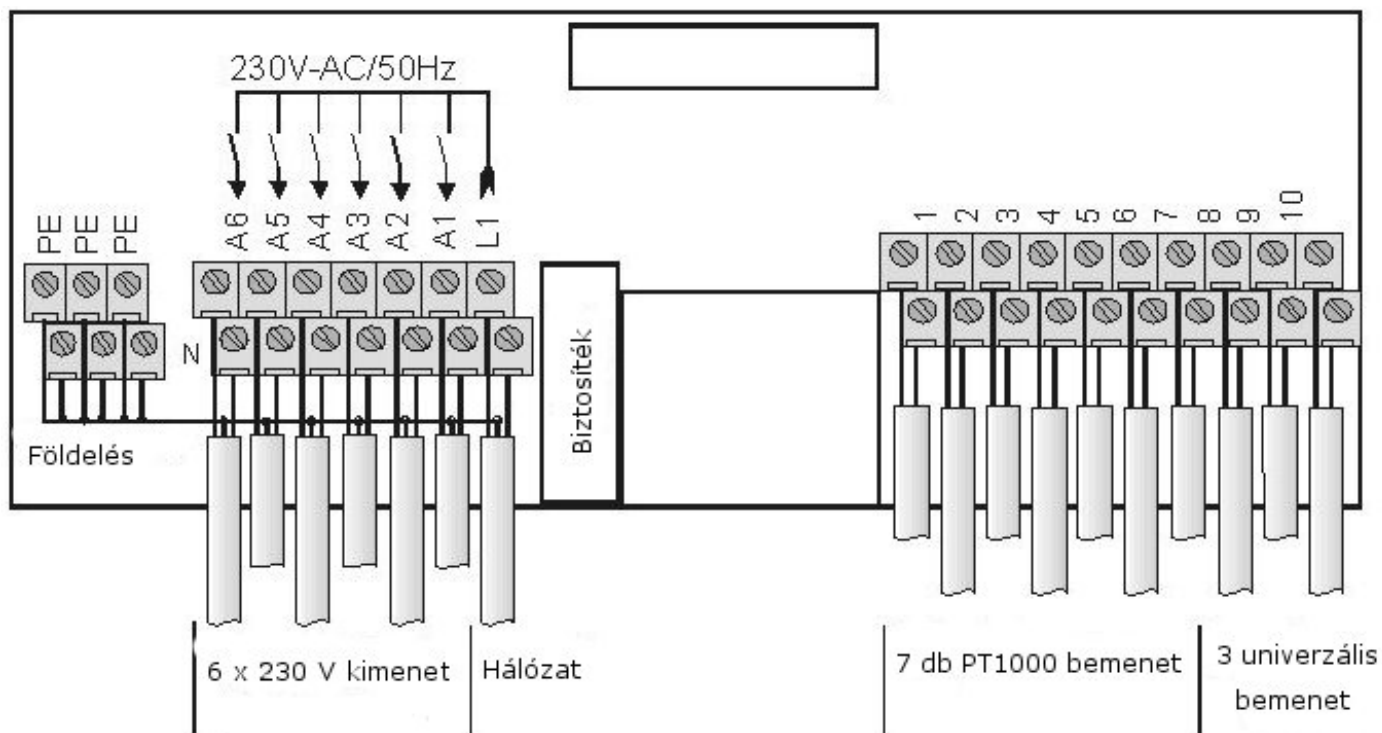 230V-AC/50Hz
PE PE PE
A6 A5 A4 A3 A2 A1 L1
1 2 3 4 5 6 7 8 9 10
N
Biztosíték
Földelés
6 x 230 V kimenet
Hálózat
7 db PT1000 bemenet
3 univerzális
bemenet